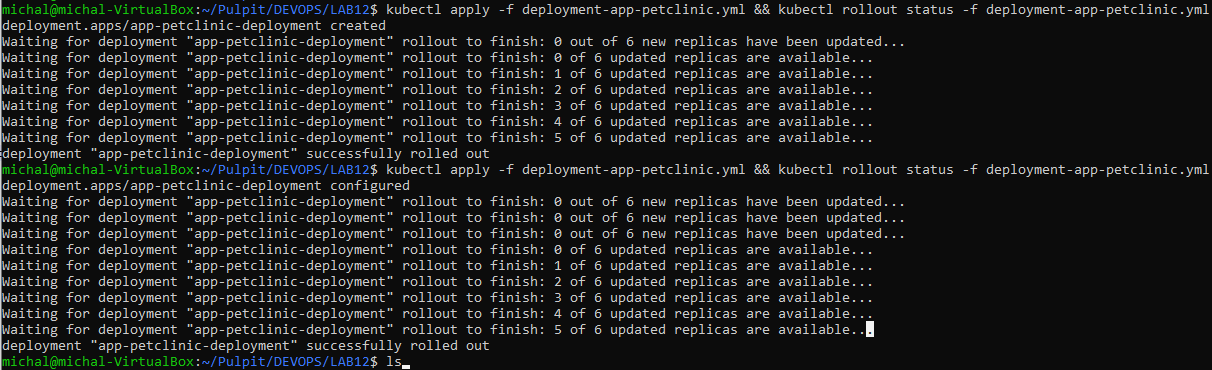 michal@michal-VirtualBox:~/Pulpit/DEVOPS/LAB12$ kubectl apply -f deployment-app-petclinic.yml && kubectl rollout status -f deployment-app-petclinic.yml
deployment.apps/app-petclinic-deployment created
Waiting for deployment "app-petclinic-deployment" rollout to finish: 0 out of 6 new replicas have been updated...
Waiting for deployment "app-petclinic-deployment" rollout to finish: 0 of 6 updated replicas are available...
Waiting for deployment "app-petclinic-deployment" rollout to finish: 1 of 6 updated replicas are available...
Waiting for deployment "app-petclinic-deployment" rollout to finish: 2 of 6 updated replicas are available...
Waiting for deployment "app-petclinic-deployment" rollout to finish: 3 of 6 updated replicas are available...
Waiting for deployment "app-petclinic-deployment" rollout to finish: 4 of 6 updated replicas are available...
Waiting for deployment "app-petclinic-deployment" rollout to finish: 5 of 6 updated replicas are available...
deployment "app-petclinic-deployment" successfully rolled out
michal@michal-VirtualBox:~/Pulpit/DEVOPS/LAB12$ kubectl apply -f deployment-app-petclinic.yml && kubectl rollout status -f deployment-app-petclinic.yml
deployment.apps/app-petclinic-deployment configured
Waiting for deployment "app-petclinic-deployment" rollout to finish: 0 out of 6 new replicas have been updated...
Waiting for deployment "app-petclinic-deployment" rollout to finish: 0 out of 6 new replicas have been updated...
Waiting for deployment "app-petclinic-deployment" rollout to finish: 0 out of 6 new replicas have been updated...
Waiting for deployment "app-petclinic-deployment" rollout to finish: 0 of 6 updated replicas are available...
Waiting for deployment "app-petclinic-deployment" rollout to finish: 1 of 6 updated replicas are available...
Waiting for deployment "app-petclinic-deployment" rollout to finish: 2 of 6 updated replicas are available...
Waiting for deployment "app-petclinic-deployment" rollout to finish: 3 of 6 updated replicas are available...
Waiting for deployment "app-petclinic-deployment" rollout to finish: 4 of 6 updated replicas are available...
Waiting for deployment "app-petclinic-deployment" rollout to finish: 5 of 6 updated replicas are available...
deployment "app-petclinic-deployment" successfully rolled out
michal@michal-VirtualBox:~/Pulpit/DEVOPS/LAB12$ ls